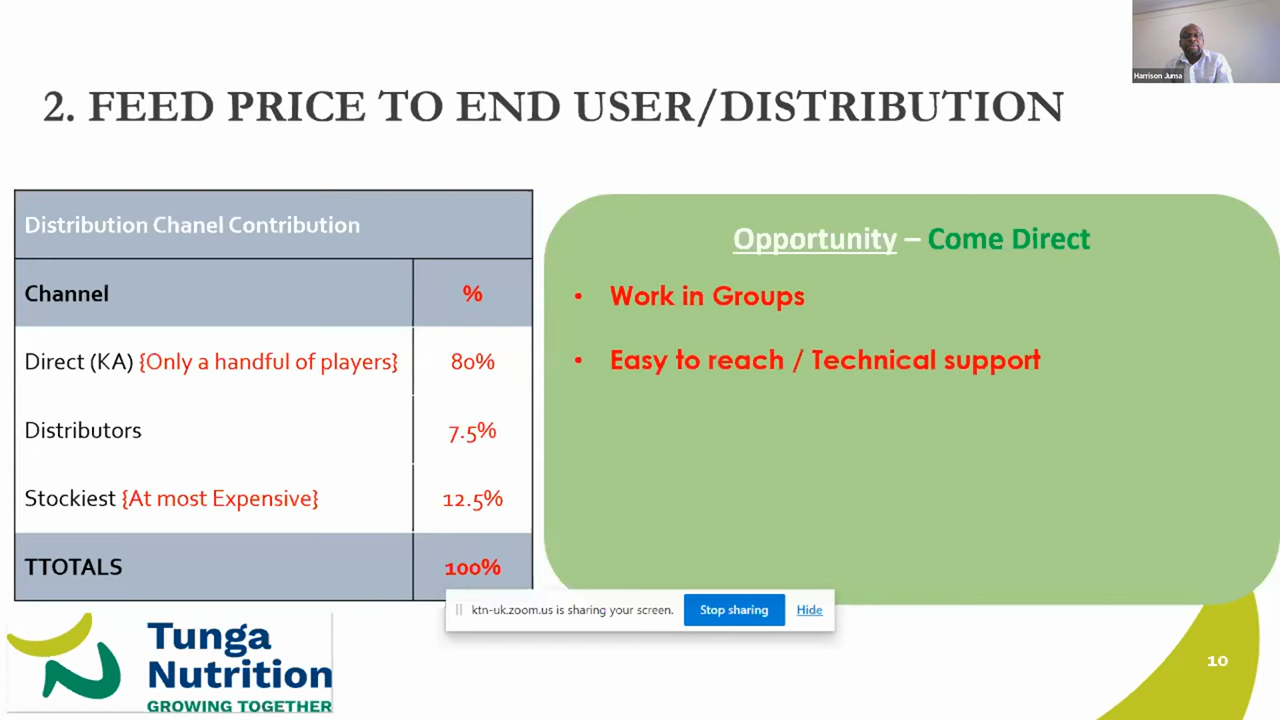 Harrison Juma
2. FEED PRICE TO END USER/DISTRIBUTION
Distribution Chanel Contribution
Channel %
Direct (KA) {Only a handful of players} 80%
Distributors 7.5%
Stockiest {At most Expensive} 12.5%
TTOTALS 100%
Opportunity – Come Direct
• Work in Groups
• Easy to reach / Technical support
ktn-uk.zoom.us is sharing your screen. Stop sharing Hide
Tunga
Nutrition
GROWING TOGETHER
10